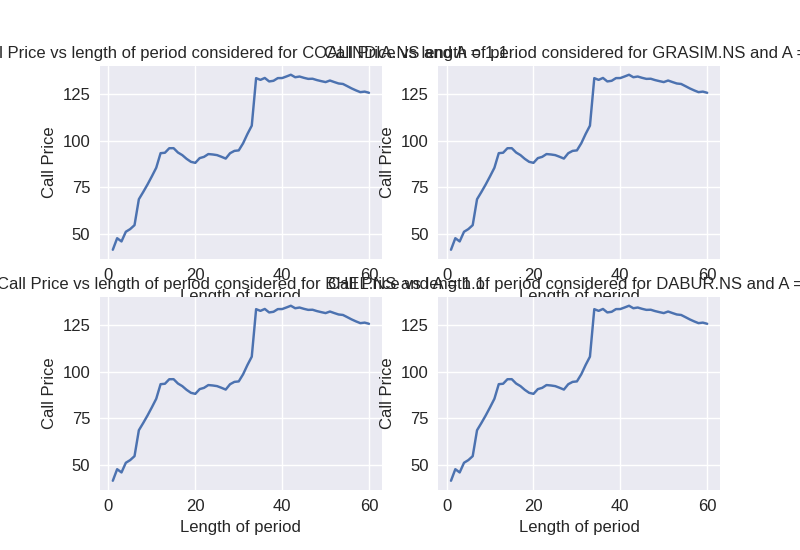 l Price vs length of period considered for COALINDIA.NS and A = 1.1
Call Price vs length of period considered for GRASIM.NS and A =
125
100
75
50
Call Price
0 20 40 60
Length of period
125
100
75
50
Call Price
0 20 40 60
Length of period
Call Price vs length of period considered for BHEL.NS and A = 1.1
Call Price vs length of period considered for DABUR.NS and A =
125
100
75
50
Call Price
0 20 40 60
Length of period
125
100
75
50
Call Price
0 20 40 60
Length of period